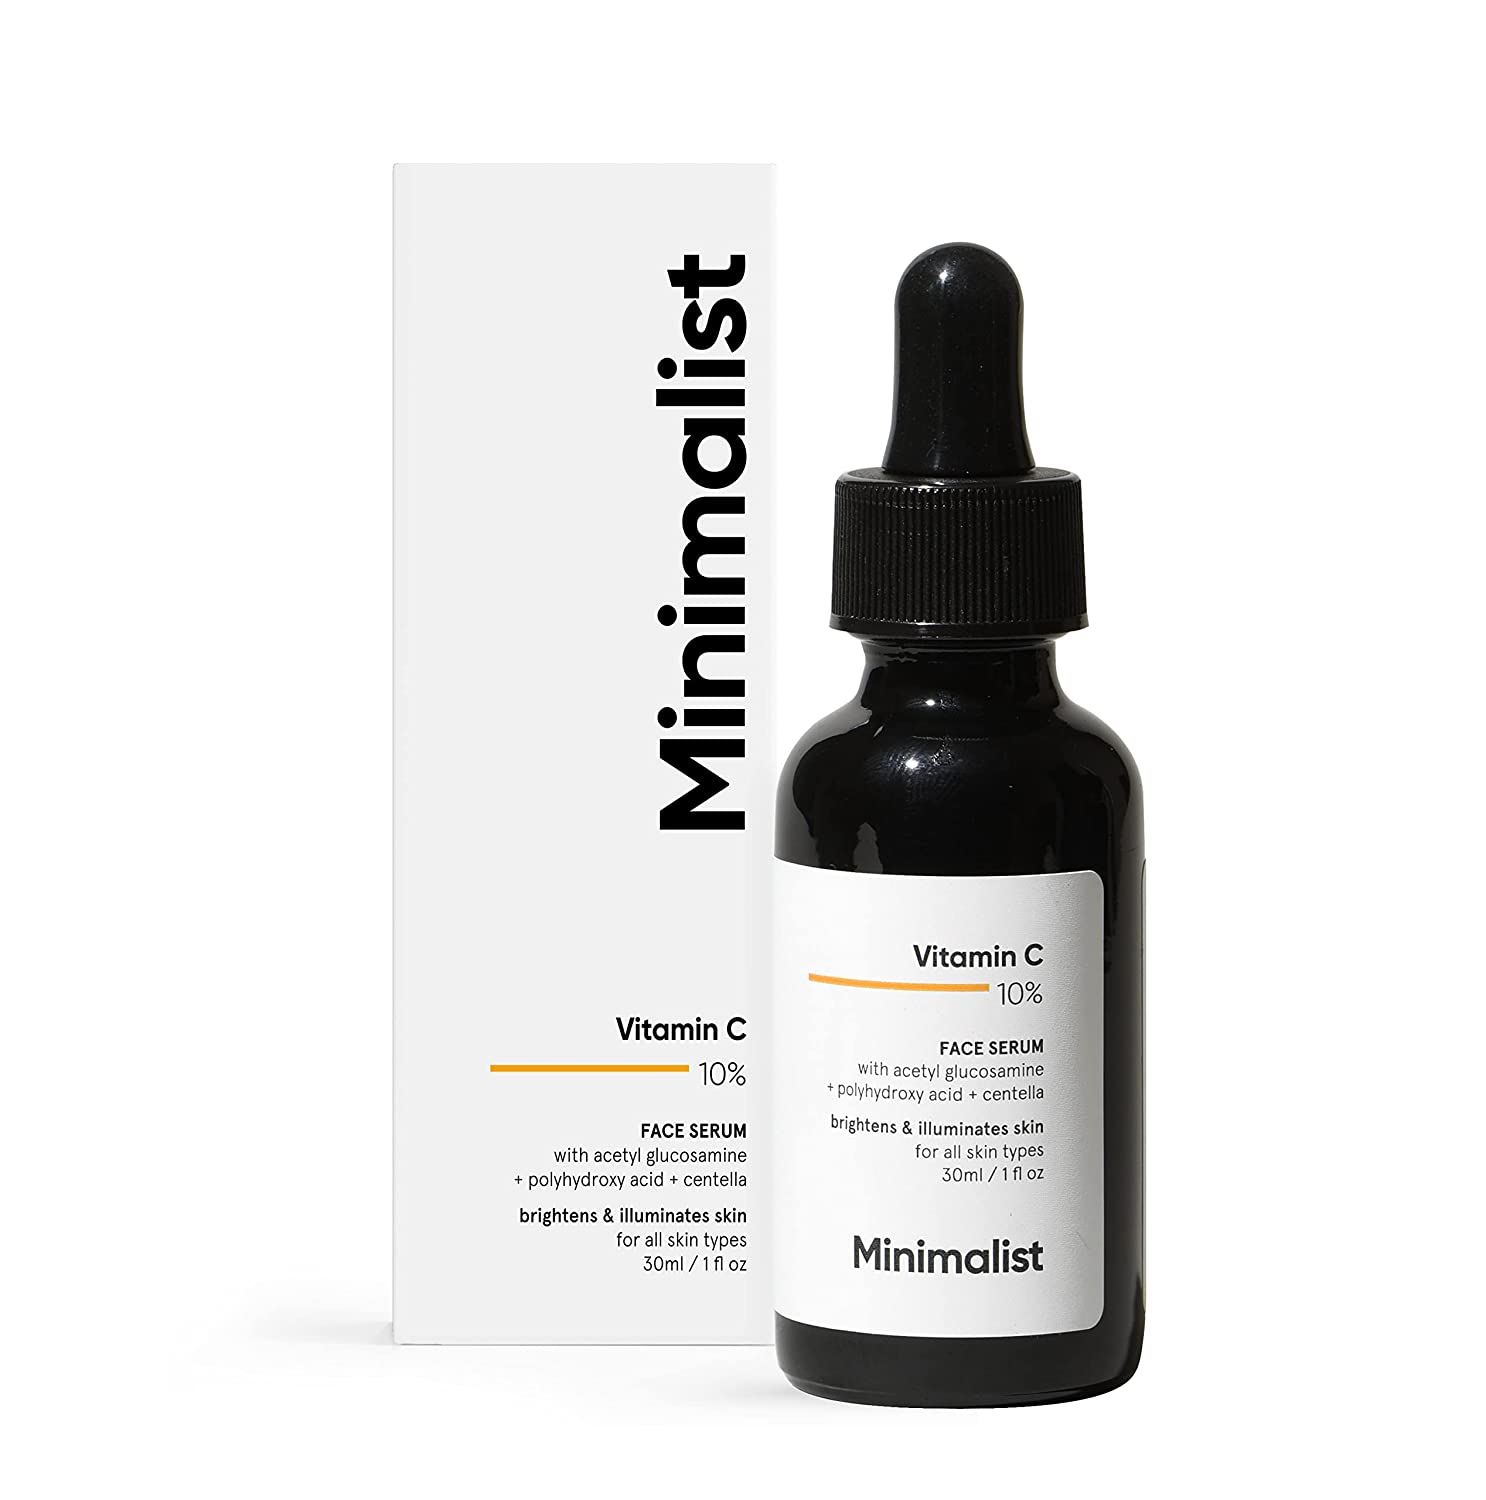 Minimalist
Vitamin C
10%
FACE SERUM
with acetyl glucosamine
+ polyhydroxy acid + centella
brightens & illuminates skin
for all skin types
30ml / 1 fl oz
Vitamin C
10%
FACE SERUM
with acetyl glucosamine
+ polyhydroxy acid + centella
brightens & illuminates skin
for all skin types
30ml / 1 fl oz
Minimalist